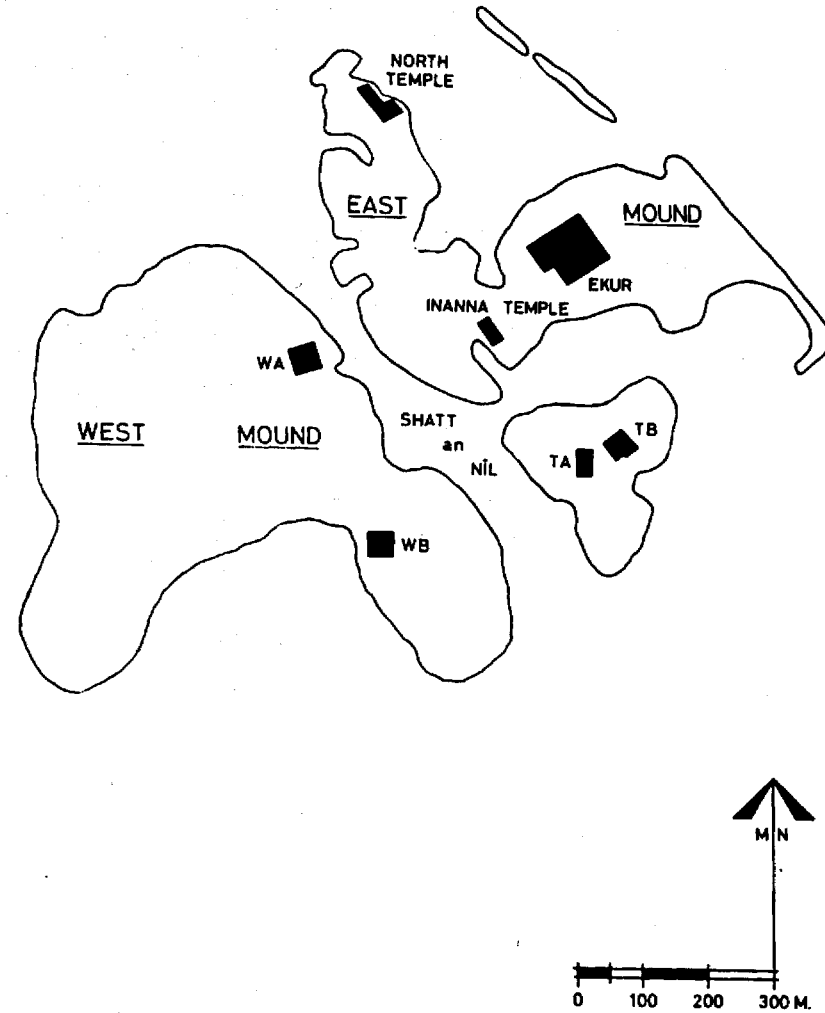 NORTH
TEMPLE
EAST
MOUND
EKUR
INANNA TEMPLE
WA
WEST MOUND
SHATT
an
NÎL
TB
TA
WB
MN
0 100 200 300 M.